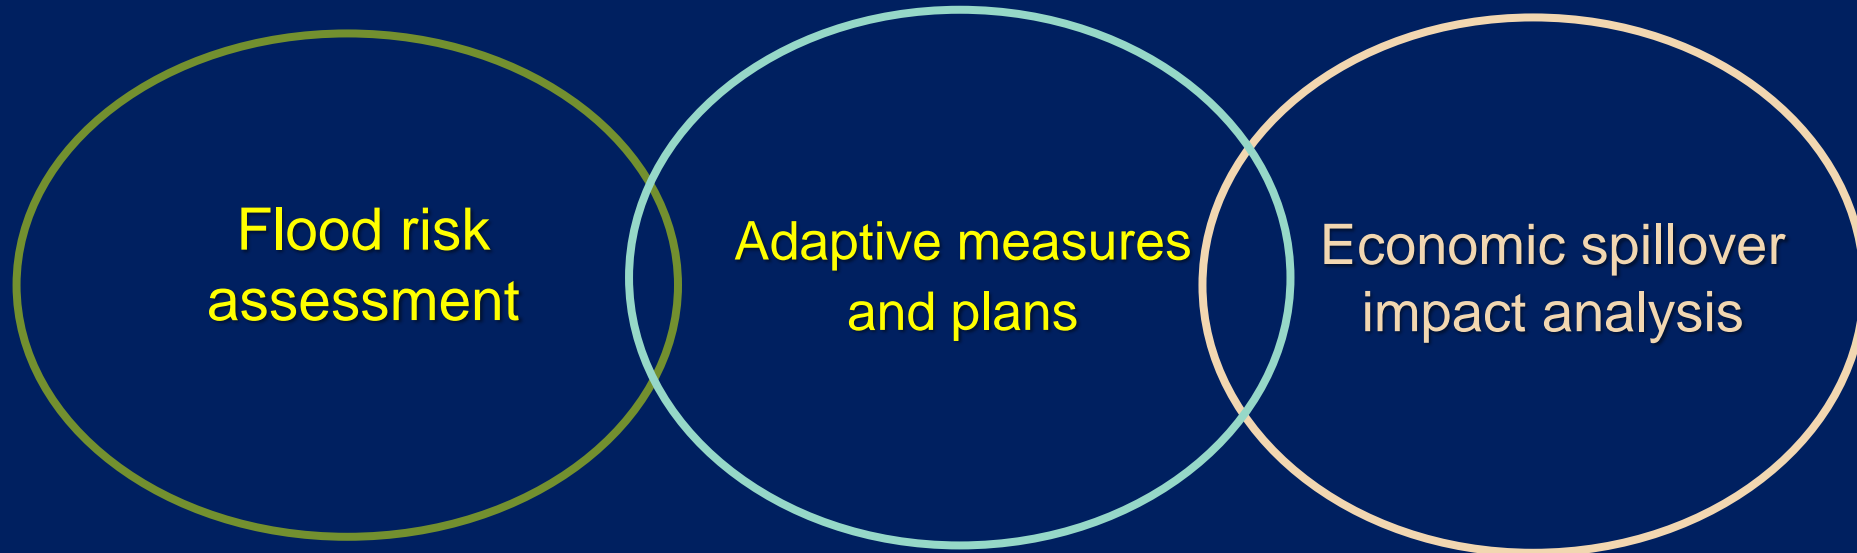 Flood risk
assessment
Adaptive measures
and plans
Economic spillover
impact analysis